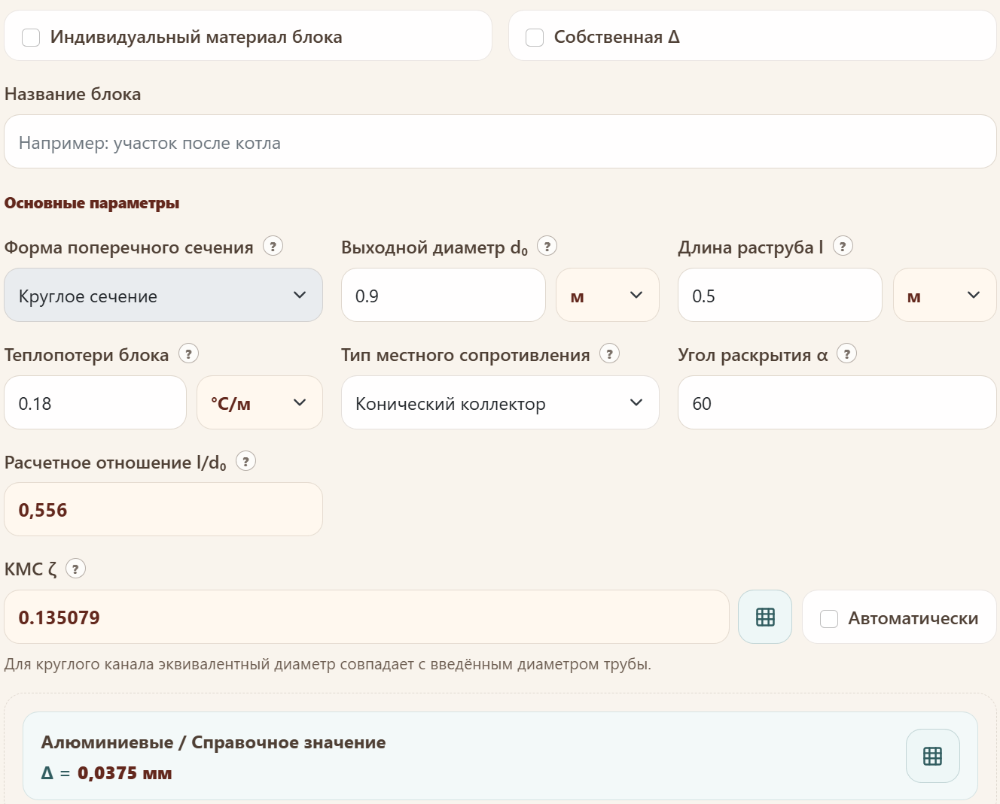 Индивидуальный материал блока
Собственная Δ
Название блока
Например: участок после котла
Основные параметры
Форма поперечного сечения ?
Выходной диаметр d₀ ?
Длина раструба l ?
Круглое сечение
0.9
м
0.5
м
Теплопотери блока ?
Тип местного сопротивления ?
Угол раскрытия α ?
0.18
°C/м
Конический коллектор
60
Расчетное отношение l/d₀ ?
0,556
КМС ζ ?
0.135079
Автоматически
Для круглого канала эквивалентный диаметр совпадает с введённым диаметром трубы.
Алюминиевые / Справочное значение
Δ = 0,0375 мм